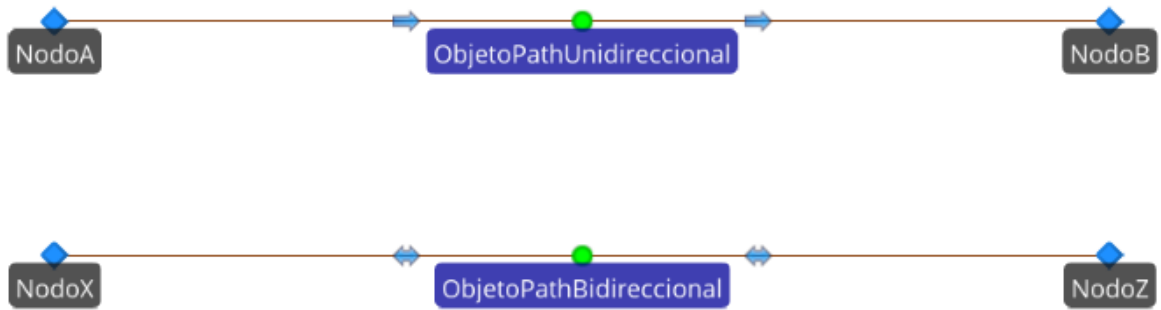 NodoA
ObjetoPathUnidireccional
NodoB
NodoX
ObjetoPathBidireccional
NodoZ